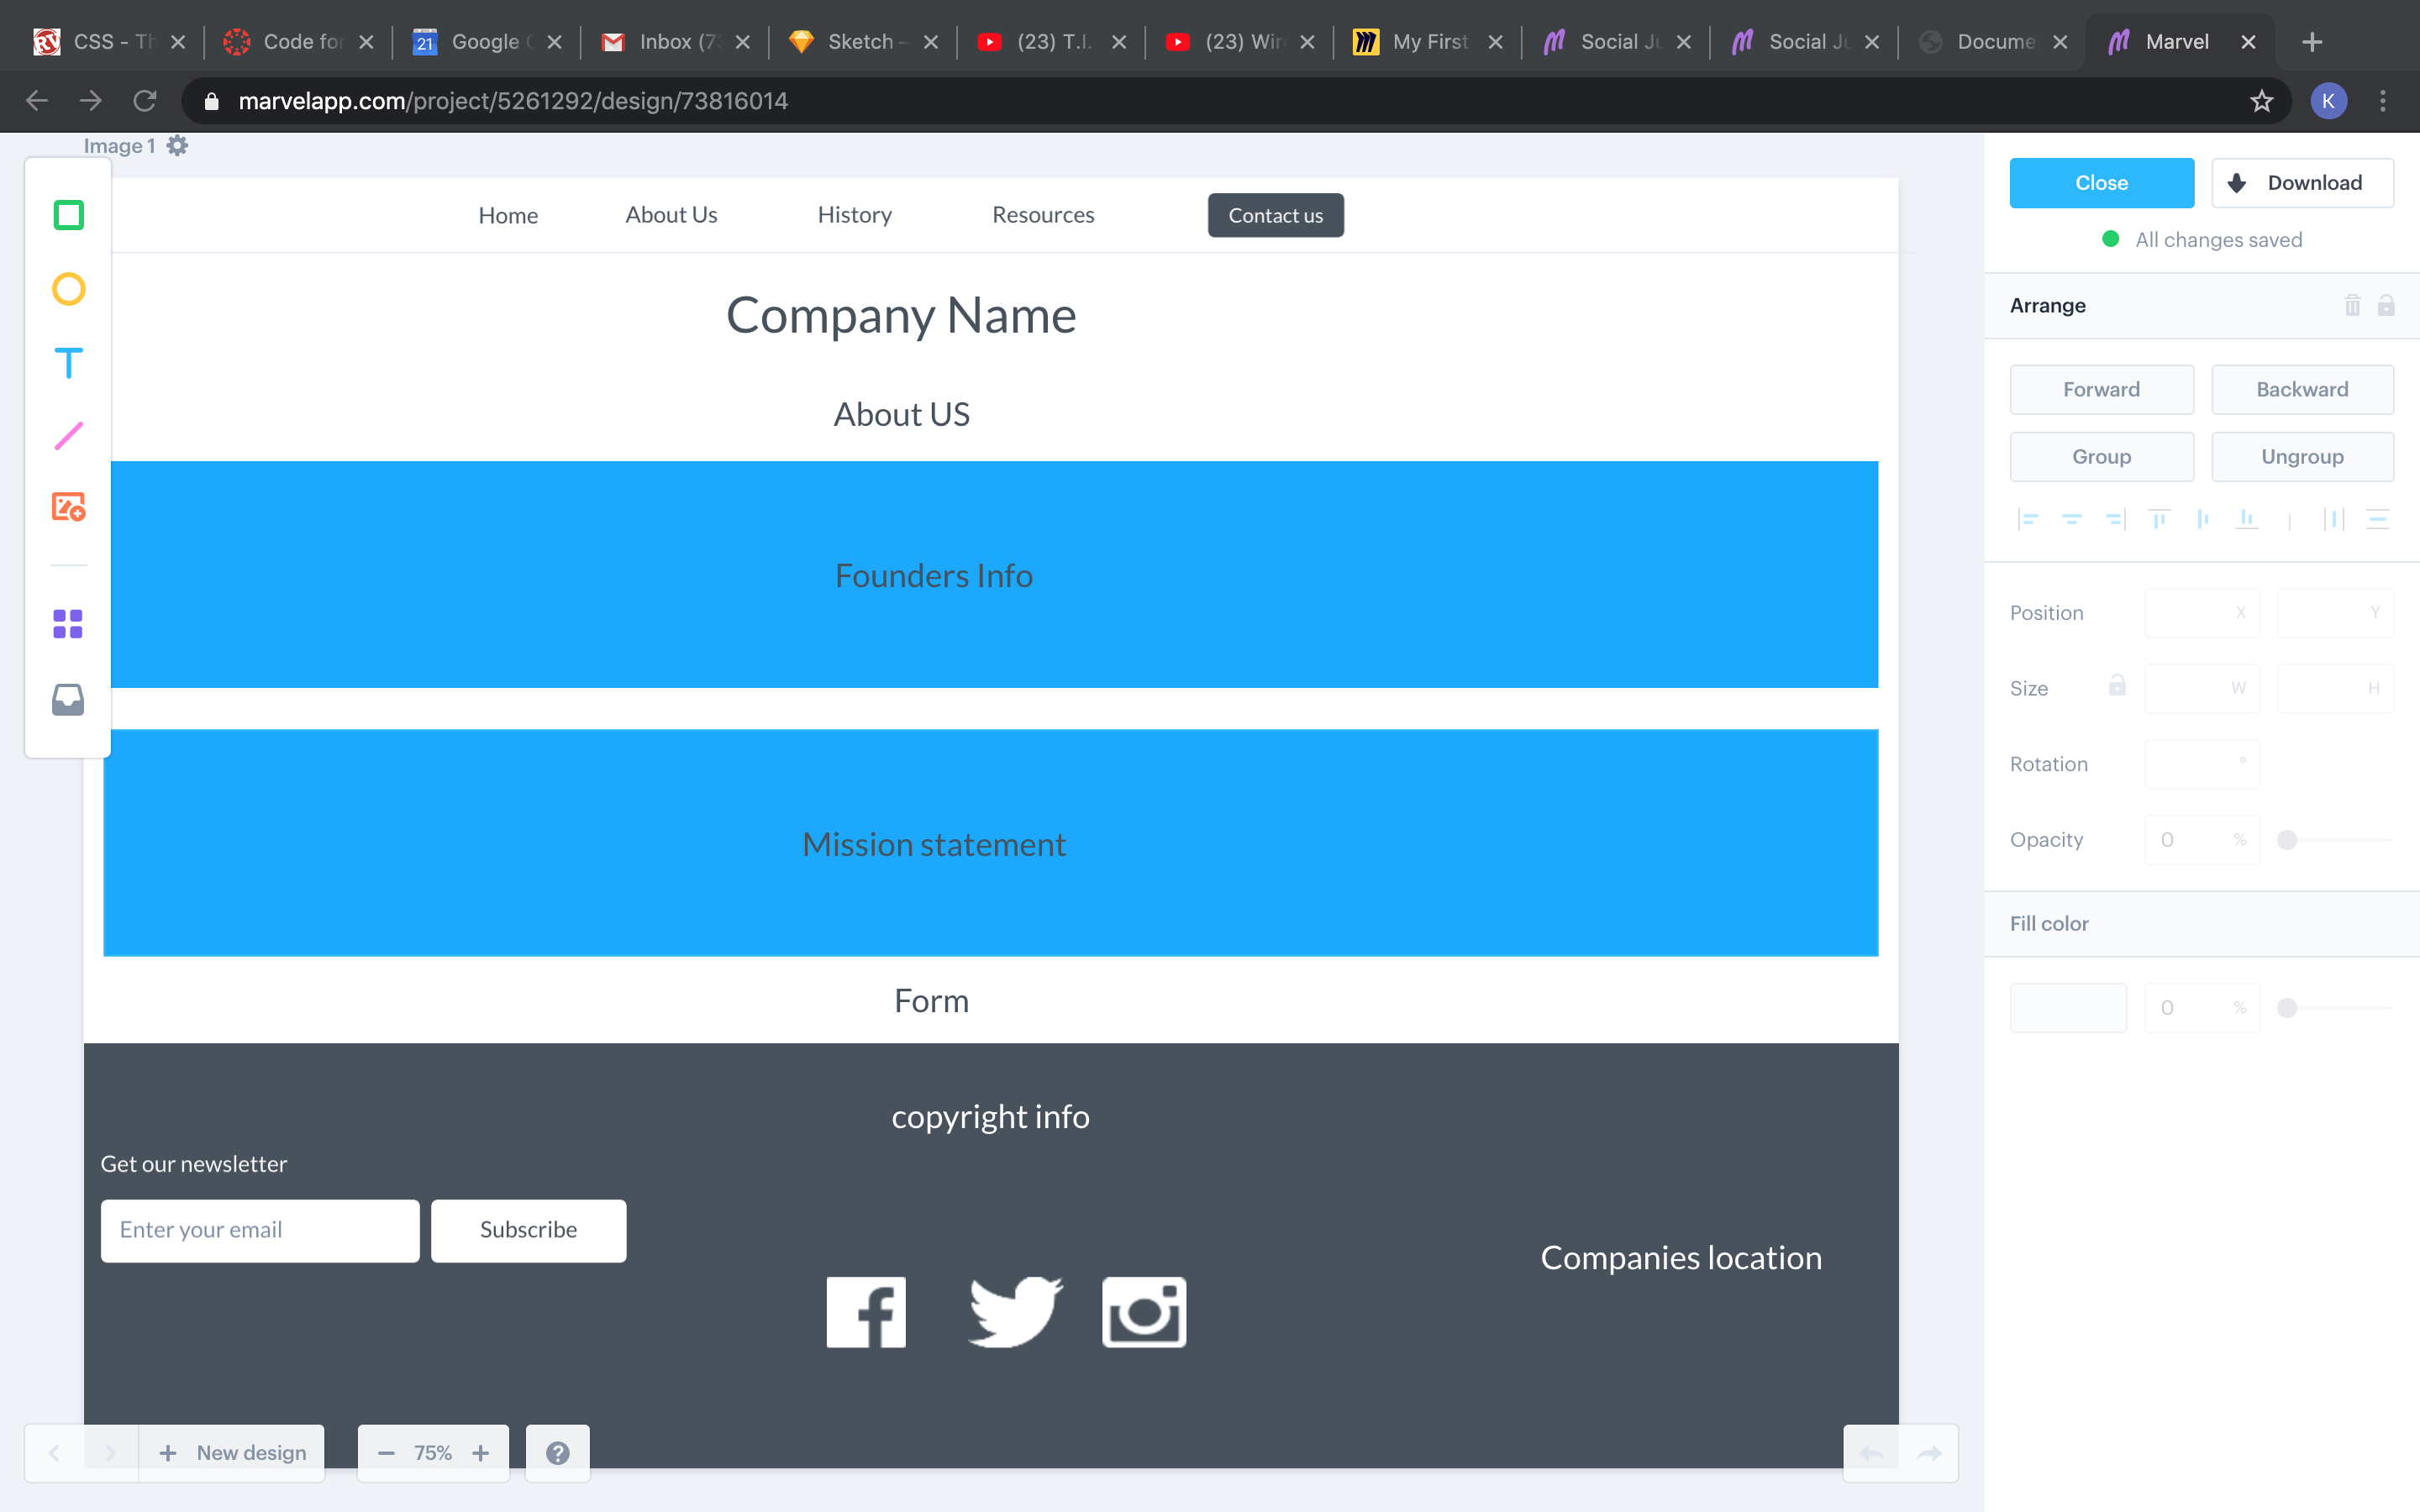 CSS - Th
Code for
21
Google C
Inbox (7
Sketch -
(23) T.I.
(23) Wir
My First
Social Ju
Social Ju
Docume
Marvel
marvelapp.com/project/5261292/design/73816014
K
Image 1
Close
Download
All changes saved
Home
About Us
History
Resources
Contact us
Arrange
Company Name
Forward
Backward
About US
Group
Ungroup
Founders Info
Position
X
Y
Size
W
H
Rotation
°
Mission statement
Opacity
0
%
Fill color
Form
0
%
copyright info
Get our newsletter
Enter your email
Subscribe
Companies location
New design
75%